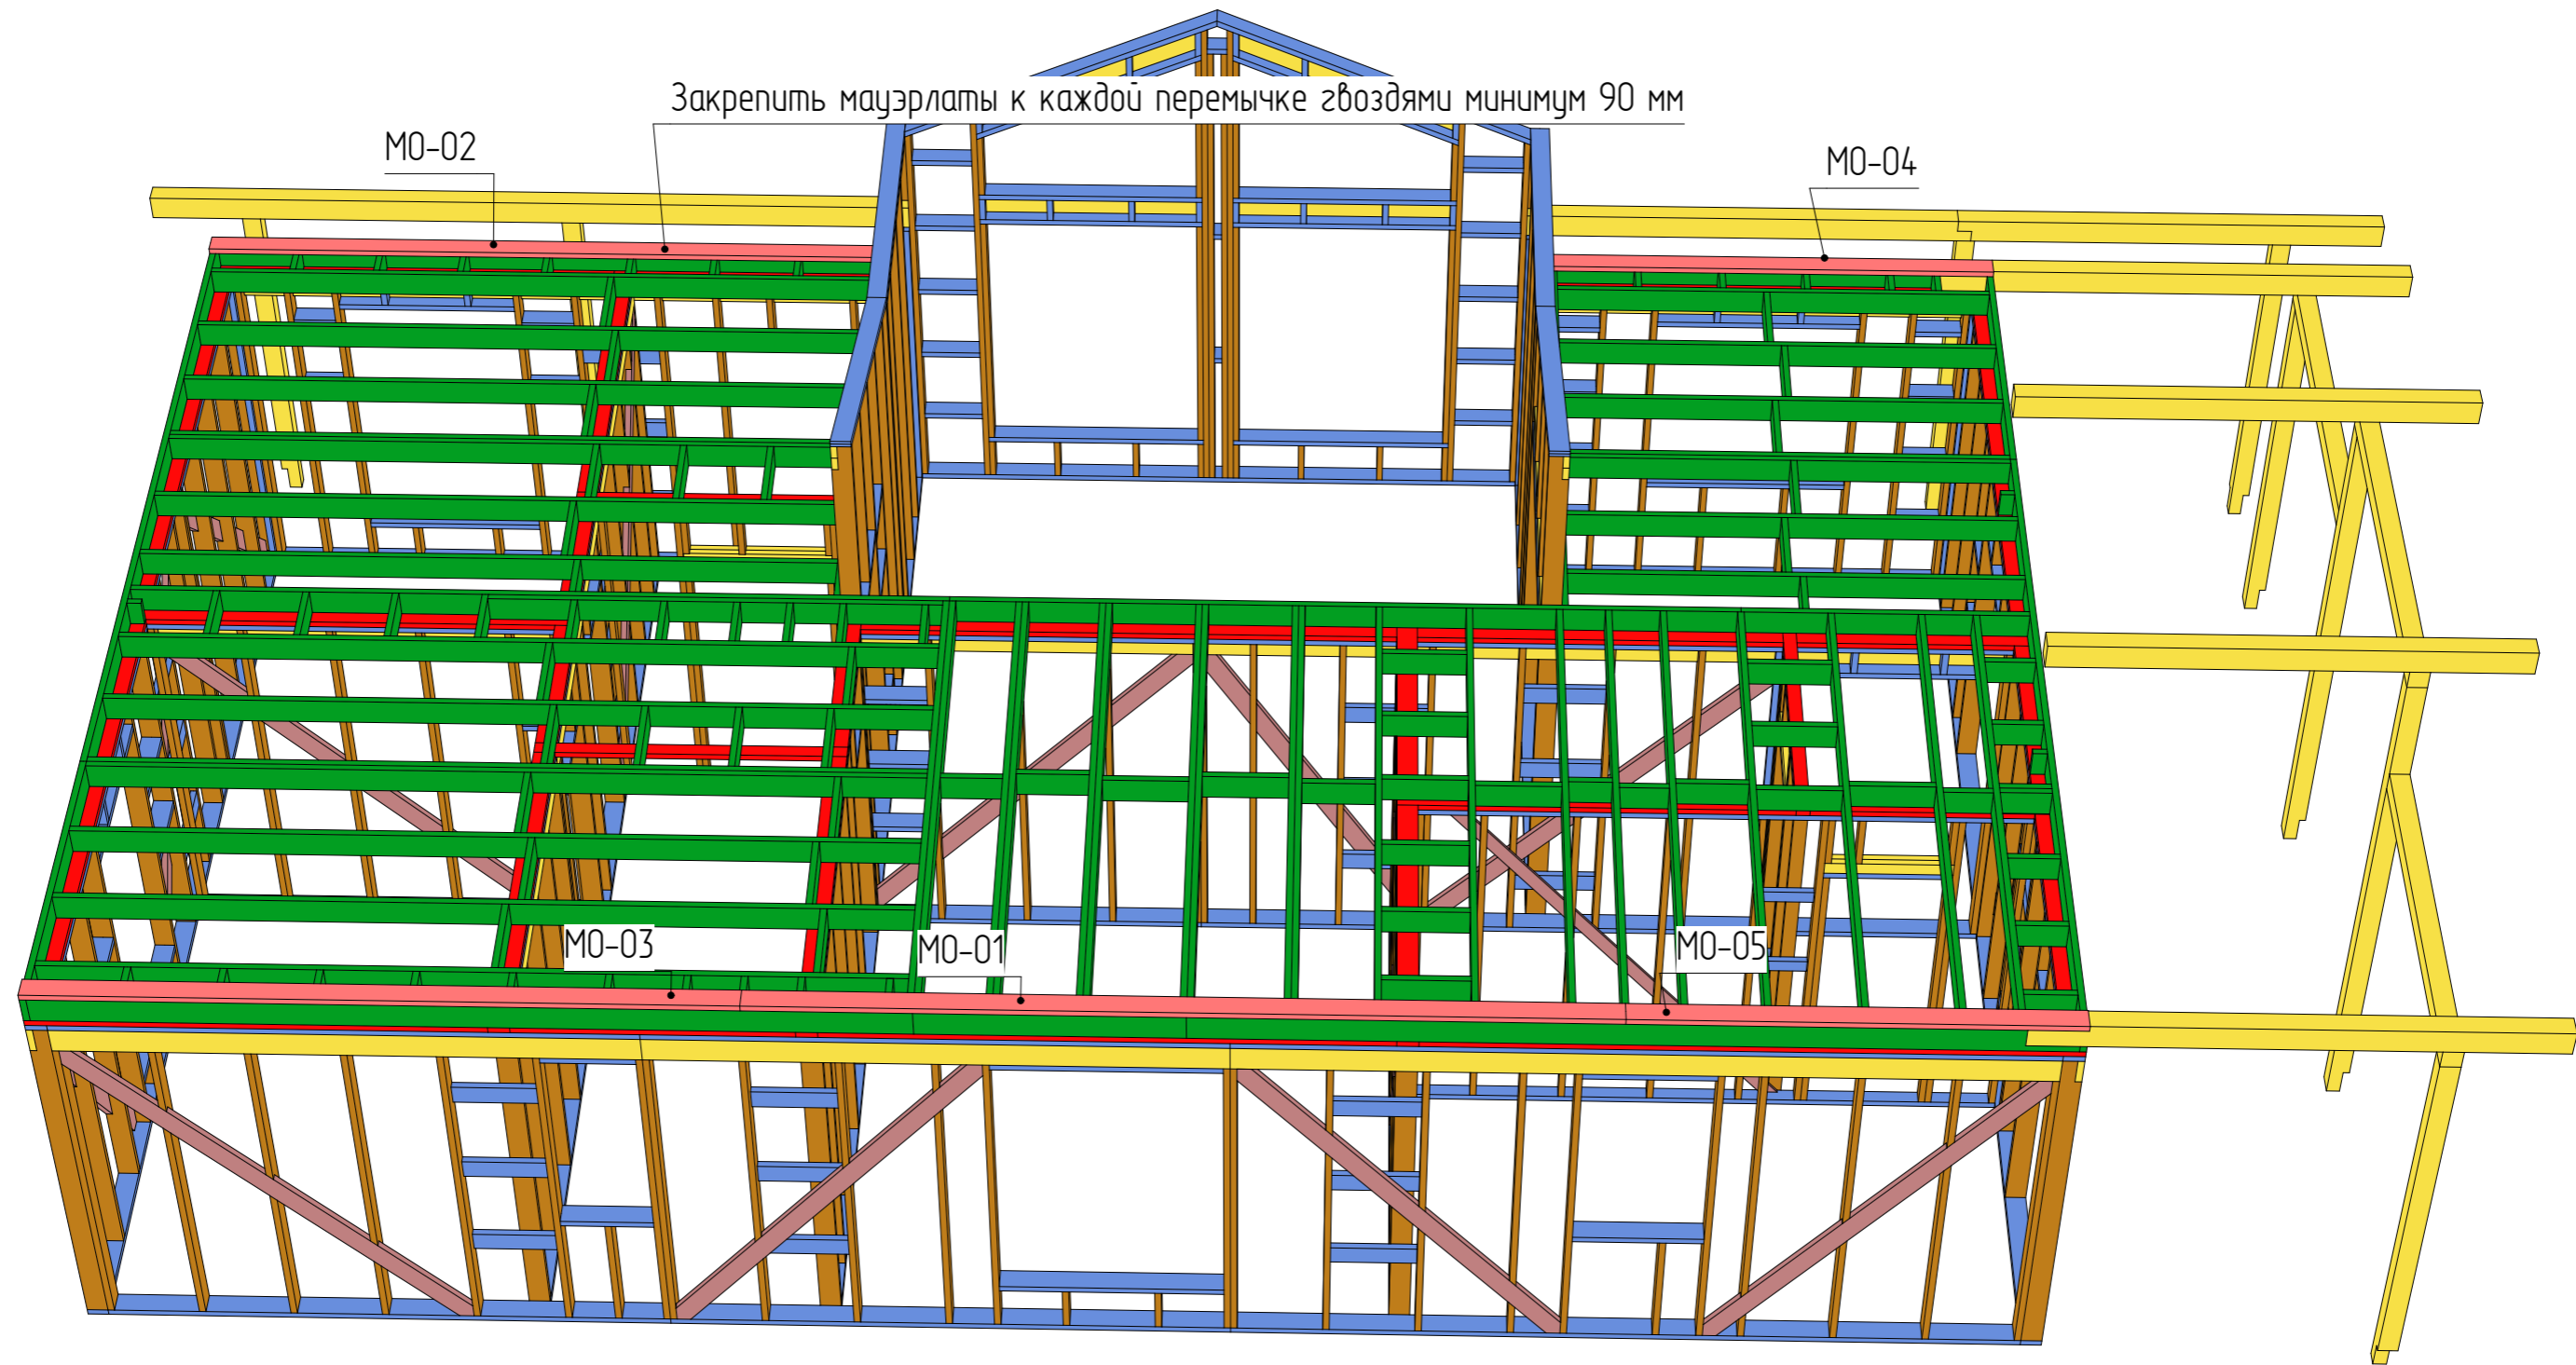 Закрепить мауэрлаты к каждой перемычке гвоздями минимум 90 мм
МО-02
МО-04
МО-03
МО-01
МО-05